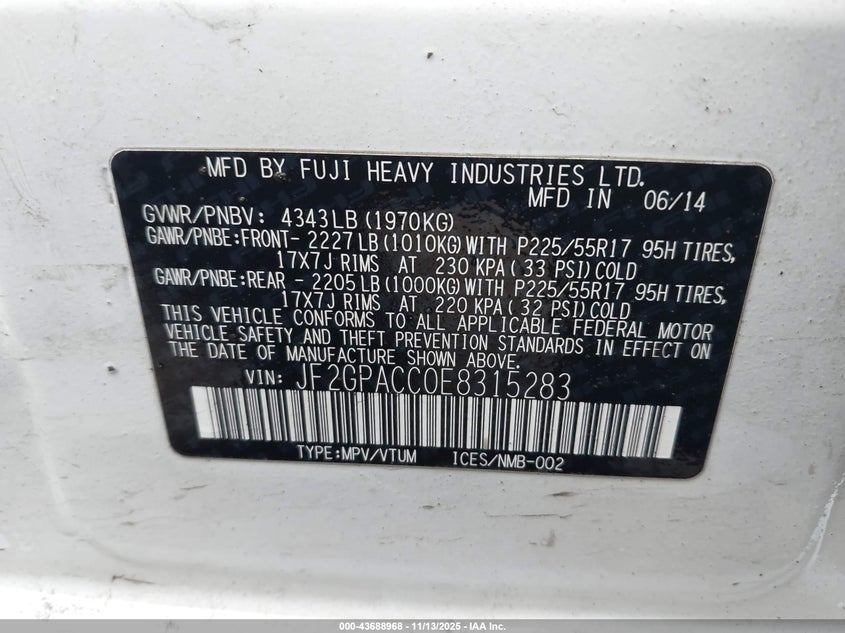 MFD BY FUJI HEAVY INDUSTRIES LTD.
MFD IN 06/14
GVWR/PNBV: 4343LB (1970KG)
GAWR/PNBE:FRONT- 2227LB (1010KG) WITH P225/55R17 95H TIRES,
17X7J RIMS AT 230 KPA ( 33 PSI) COLD
GAWR/PNBE:REAR - 2205LB (1000KG) WITH P225/55R17 95H TIRES,
17X7J RIMS AT 220 KPA ( 32 PSI) COLD
THIS VEHICLE CONFORMS TO ALL APPLICABLE FEDERAL MOTOR
VEHICLE SAFETY AND THEFT PREVENTION STANDARDS IN EFFECT ON
THE DATE OF MANUFACTURE SHOWN ABOVE.
VIN: JF2GPACC0E8315283
TYPE:MPV/VTUM ICES/NMB-002
000-43688968 - 11/13/2025 - IAA Inc.